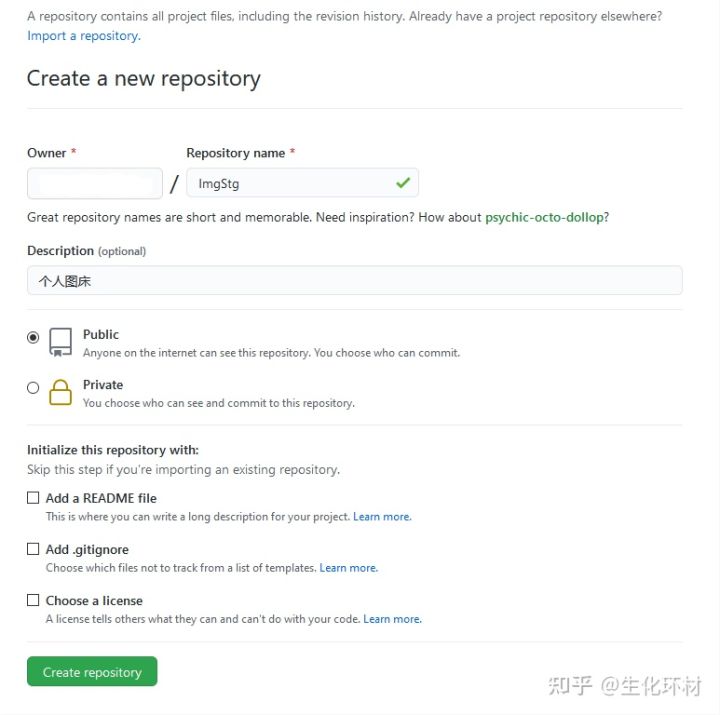 A repository contains all project files, including the revision history. Already have a project repository elsewhere?
Import a repository.
Create a new repository
Owner * Repository name *
/ ImgStg
Great repository names are short and memorable. Need inspiration? How about psychic-octo-dollop?
Description (optional)
个人图床
Public
Anyone on the internet can see this repository. You choose who can commit.
Private
You choose who can see and commit to this repository.
Initialize this repository with:
Skip this step if you're importing an existing repository.
Add a README file
This is where you can write a long description for your project. Learn more.
Add .gitignore
Choose which files not to track from a list of templates. Learn more.
Choose a license
A license tells others what they can and can't do with your code. Learn more.
Create repository
知乎 @生化环材